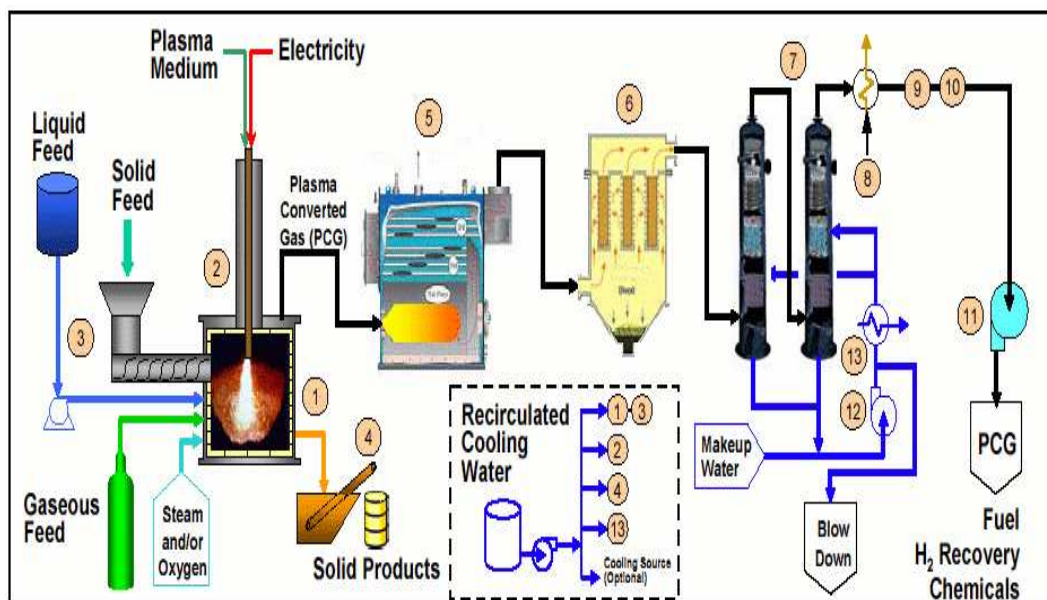 Plasma
Medium
Electricity
Liquid
Feed
Solid
Feed
Plasma
Converted
Gas (PCG)
5
6
7
9
10
8
2
3
1
4
11
13
12
Gaseous
Feed
Steam
and/or
Oxygen
Solid Products
Recirculated
Cooling
Water
1
3
2
4
13
Cooling Source
(Optional)
Makeup
Water
Blow
Down
PCG
Fuel
H₂ Recovery
Chemicals